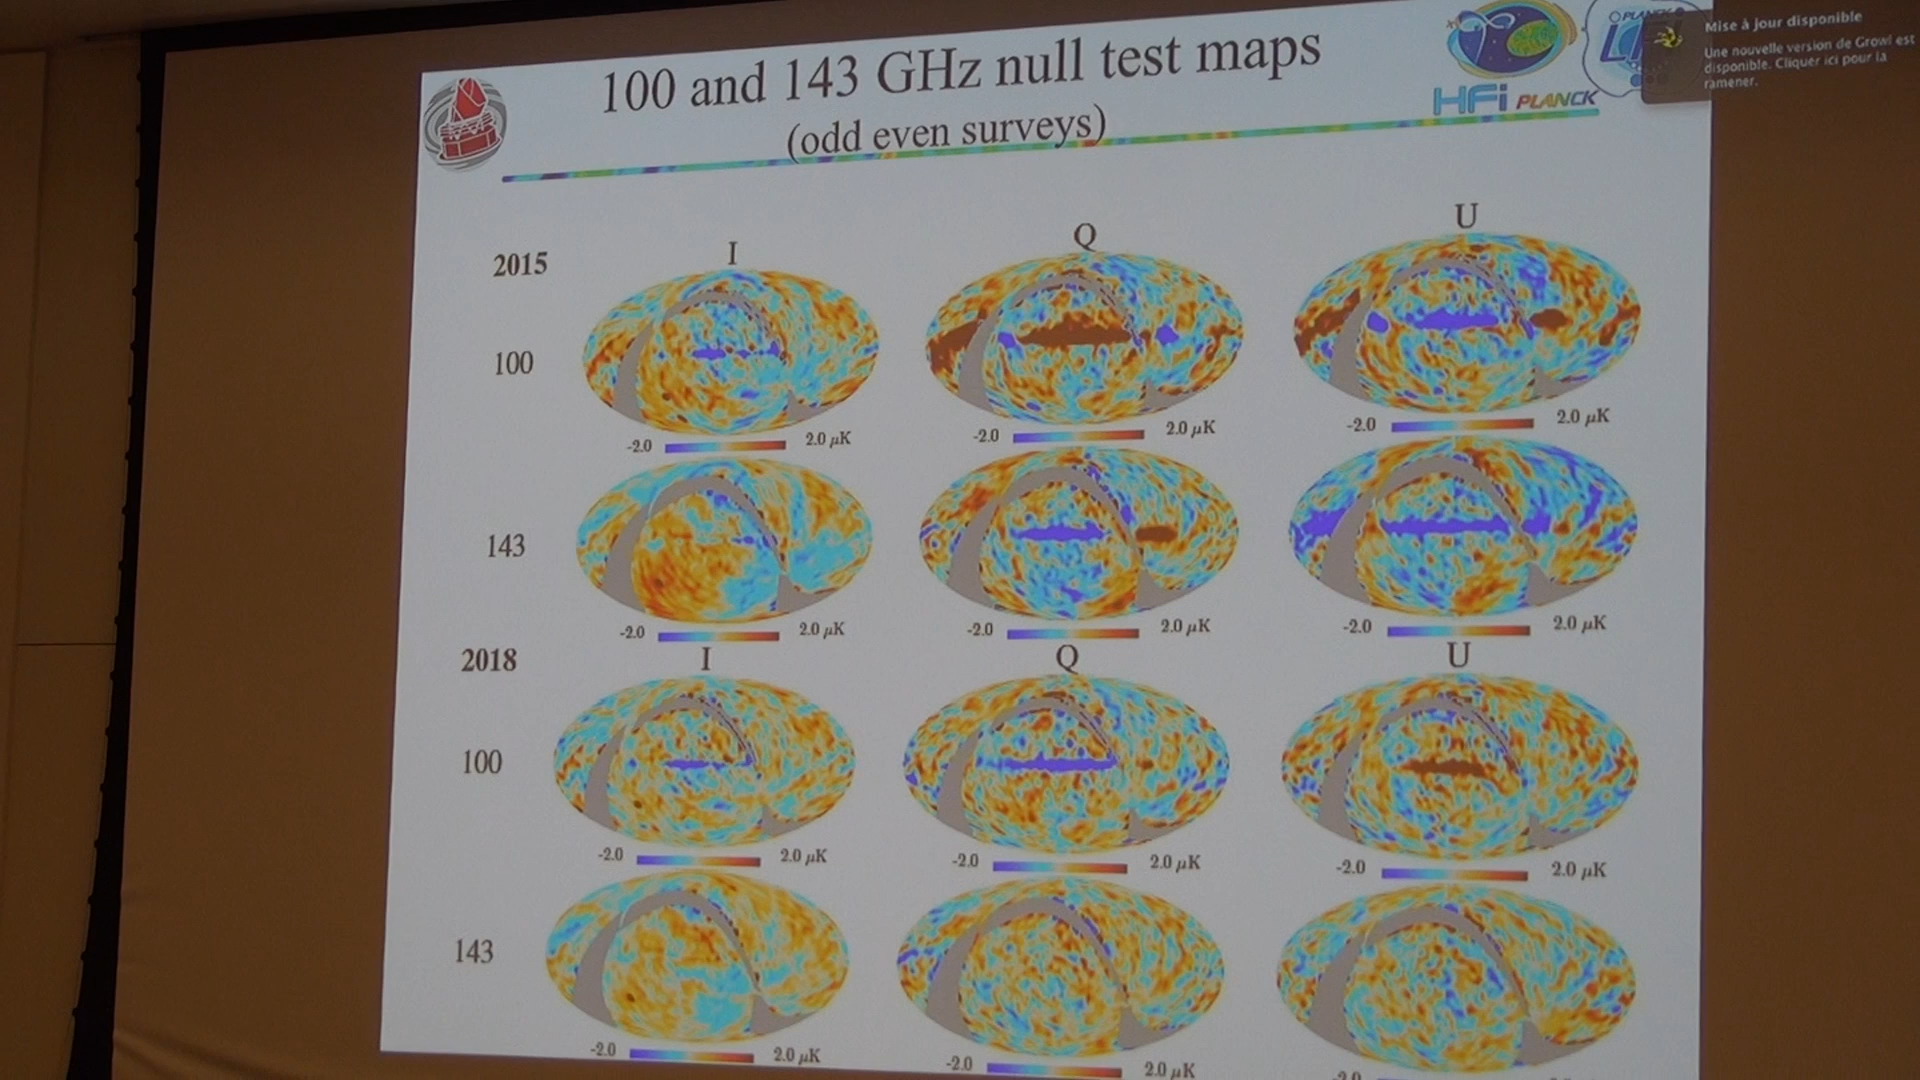 100 and 143 GHz null test maps
(odd even surveys)
HFi PLANCK
PLANCK
Mise à jour disponible
Une nouvelle version de Growl est
disponible. Cliquer ici pour la
ramener.
2015
I
Q
U
100
-2.0 2.0 µK
-2.0 2.0 µK
-2.0 2.0 µK
143
-2.0 2.0 µK
-2.0 2.0 µK
-2.0 2.0 µK
2018
I
Q
U
100
-2.0 2.0 µK
-2.0 2.0 µK
-2.0 2.0 µK
143
-2.0 2.0 µK
-2.0 2.0 µK